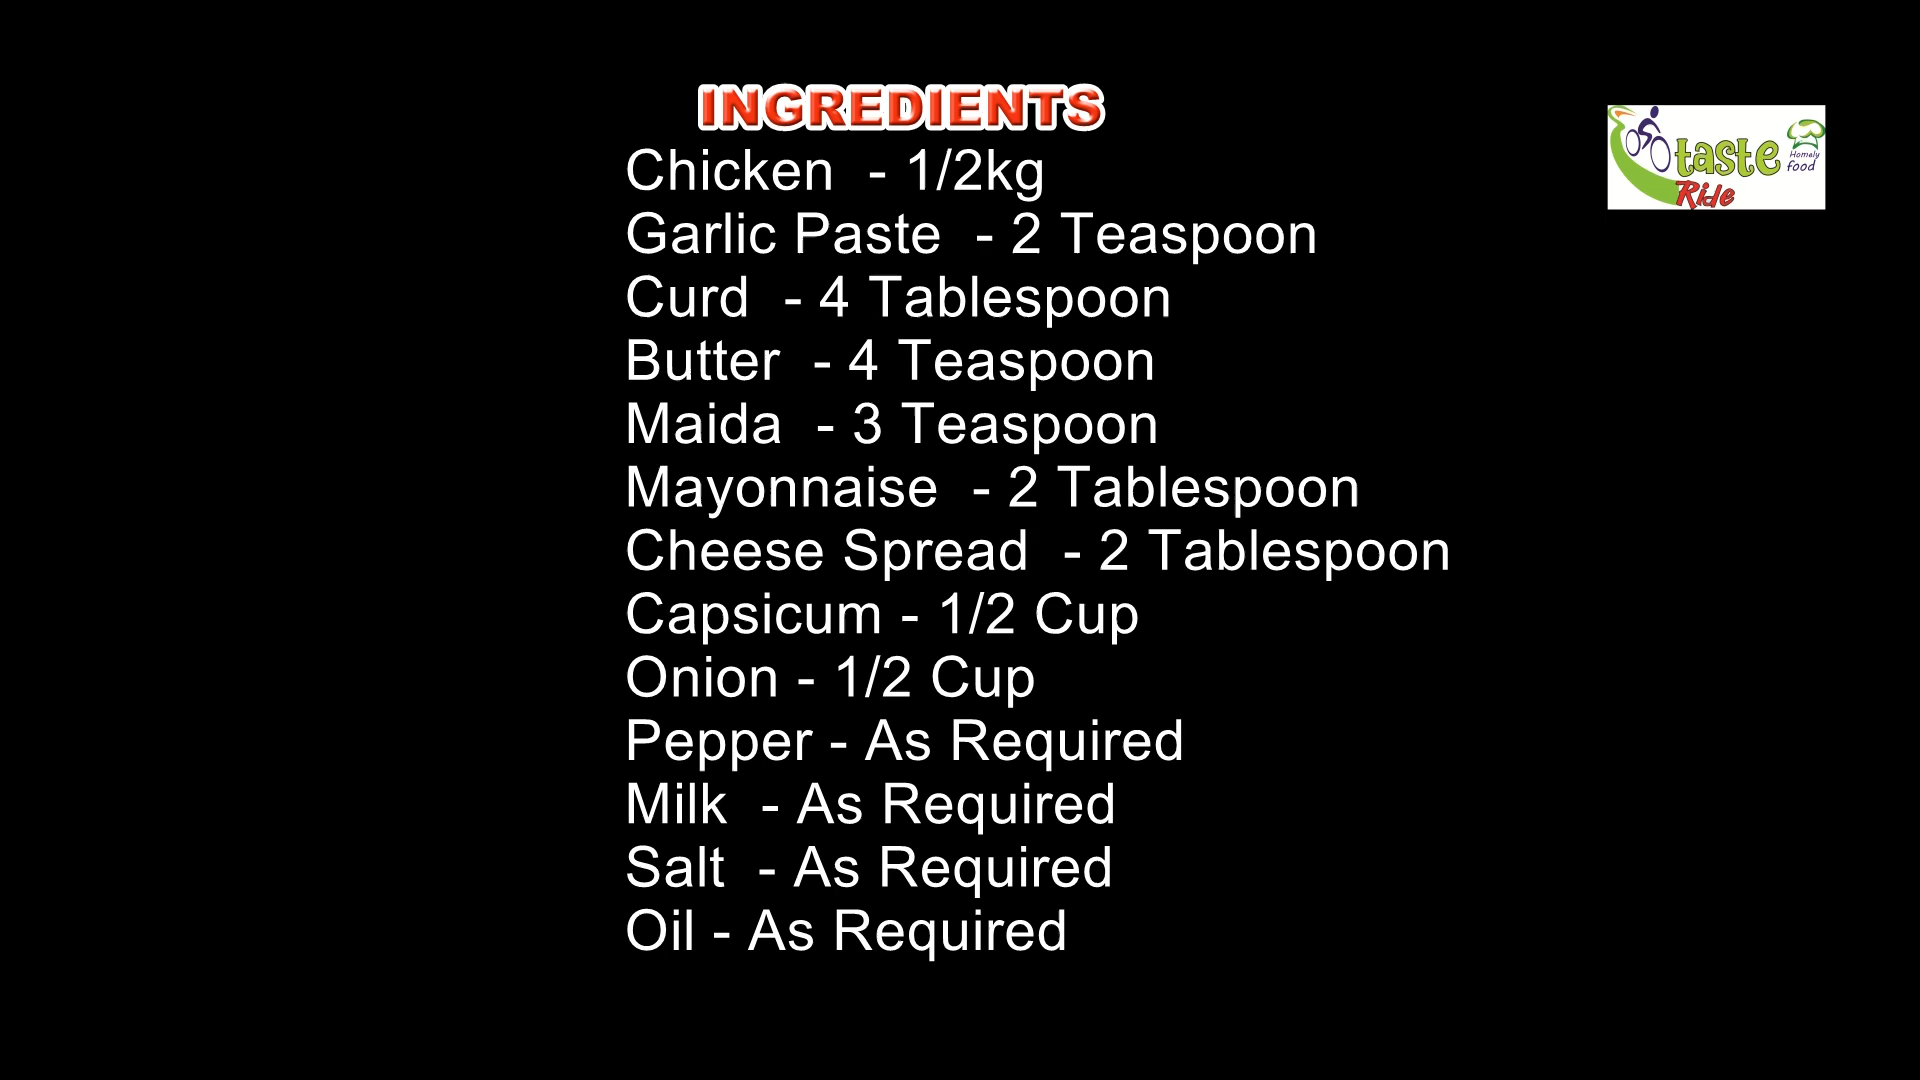 INGREDIENTS
Chicken - 1/2kg
Garlic Paste - 2 Teaspoon
Curd - 4 Tablespoon
Butter - 4 Teaspoon
Maida - 3 Teaspoon
Mayonnaise - 2 Tablespoon
Cheese Spread - 2 Tablespoon
Capsicum - 1/2 Cup
Onion - 1/2 Cup
Pepper - As Required
Milk - As Required
Salt - As Required
Oil - As Required
taste
Ride
Homely
food